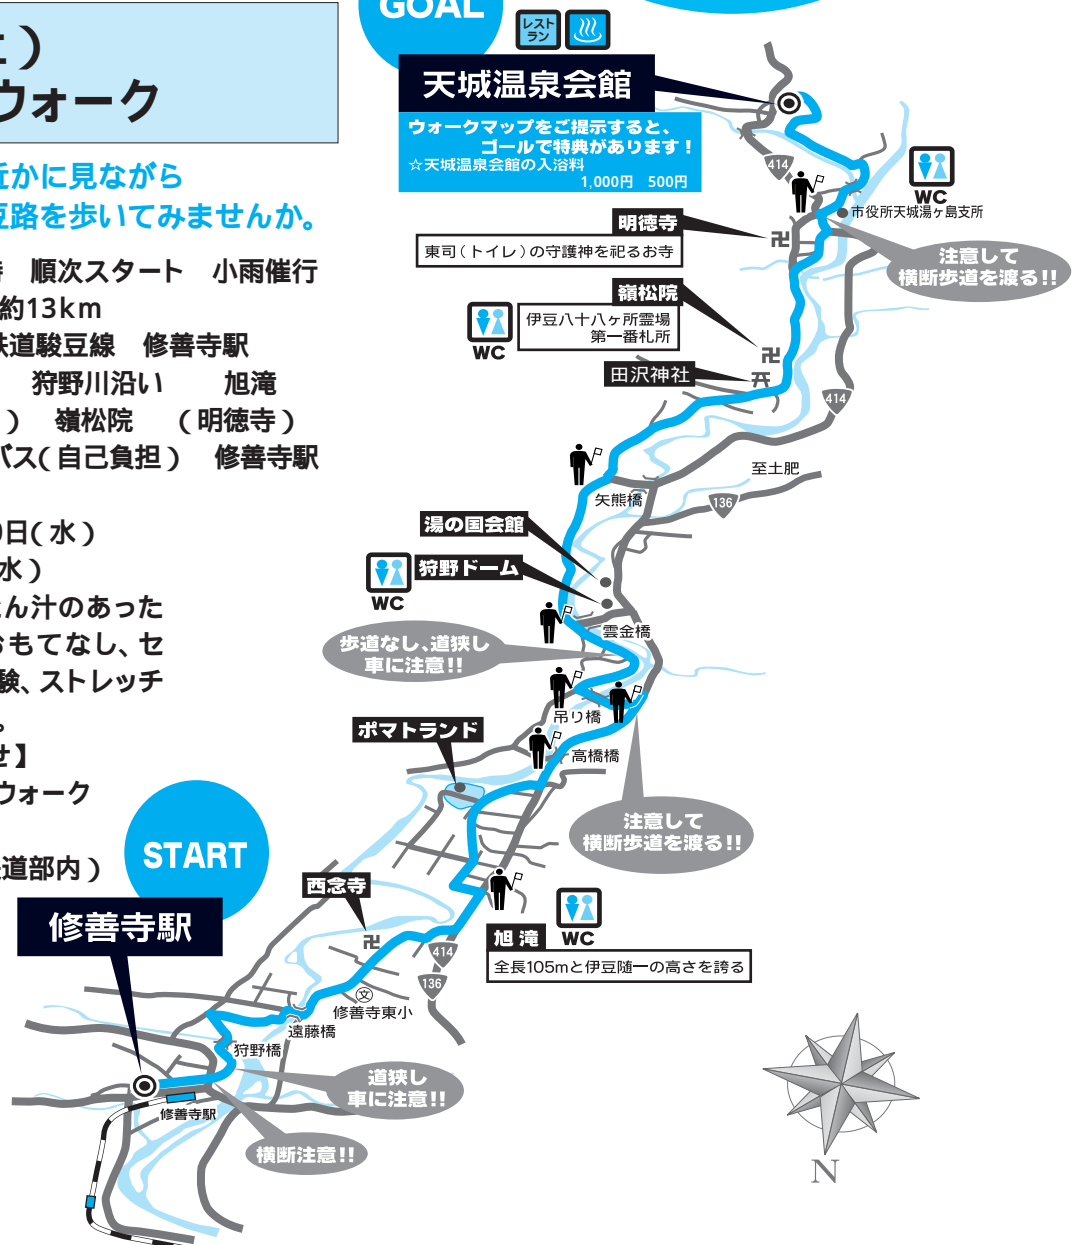 土）
ウォーク
近かに見ながら
豆路を歩いてみませんか。
時　順次スタート　小雨催行
約13km
鉄道駿豆線　修善寺駅
狩野川沿い　旭滝
）　嶺松院　（明徳寺）
バス(自己負担）　修善寺駅
0日(水）
水）
とん汁のあった
おもてなし、セ
験、ストレッチ
。
せ】
ウォーク
鉄道部内）
GOAL
レストラン
天城温泉会館
ウォークマップをご提示すると、
ゴールで特典があります！
☆天城温泉会館の入浴料
1,000円　500円
414
WC
市役所天城湯ヶ島支所
明徳寺
東司（トイレ）の守護神を祀るお寺
注意して
横断歩道を渡る!!
嶺松院
伊豆八十八ヶ所霊場
第一番札所
WC
田沢神社
414
至土肥
矢熊橋
136
湯の国会館
狩野ドーム
WC
雲金橋
歩道なし、道狭し
車に注意!!
吊り橋
ポマトランド
高橋橋
注意して
横断歩道を渡る!!
START
西念寺
修善寺駅
旭滝
WC
全長105mと伊豆随一の高さを誇る
414
136
文
修善寺東小
遠藤橋
狩野橋
道狭し
車に注意!!
修善寺駅
横断注意!!
N